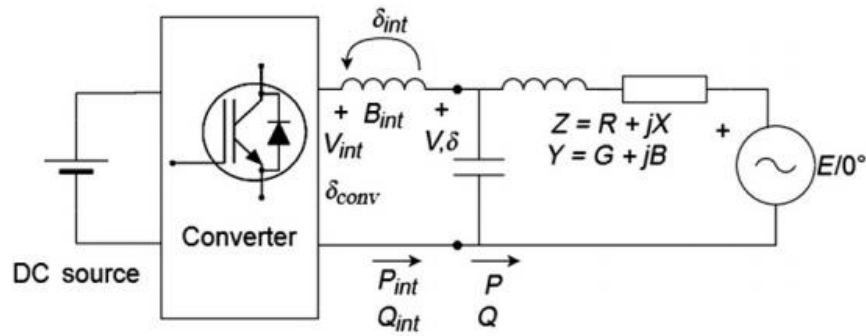 δint
+ Bint +
Vint
V,δ
δconv
Z = R + jX
Y = G + jB
+
E/0°
Converter
DC source
Pint
Qint
P
Q